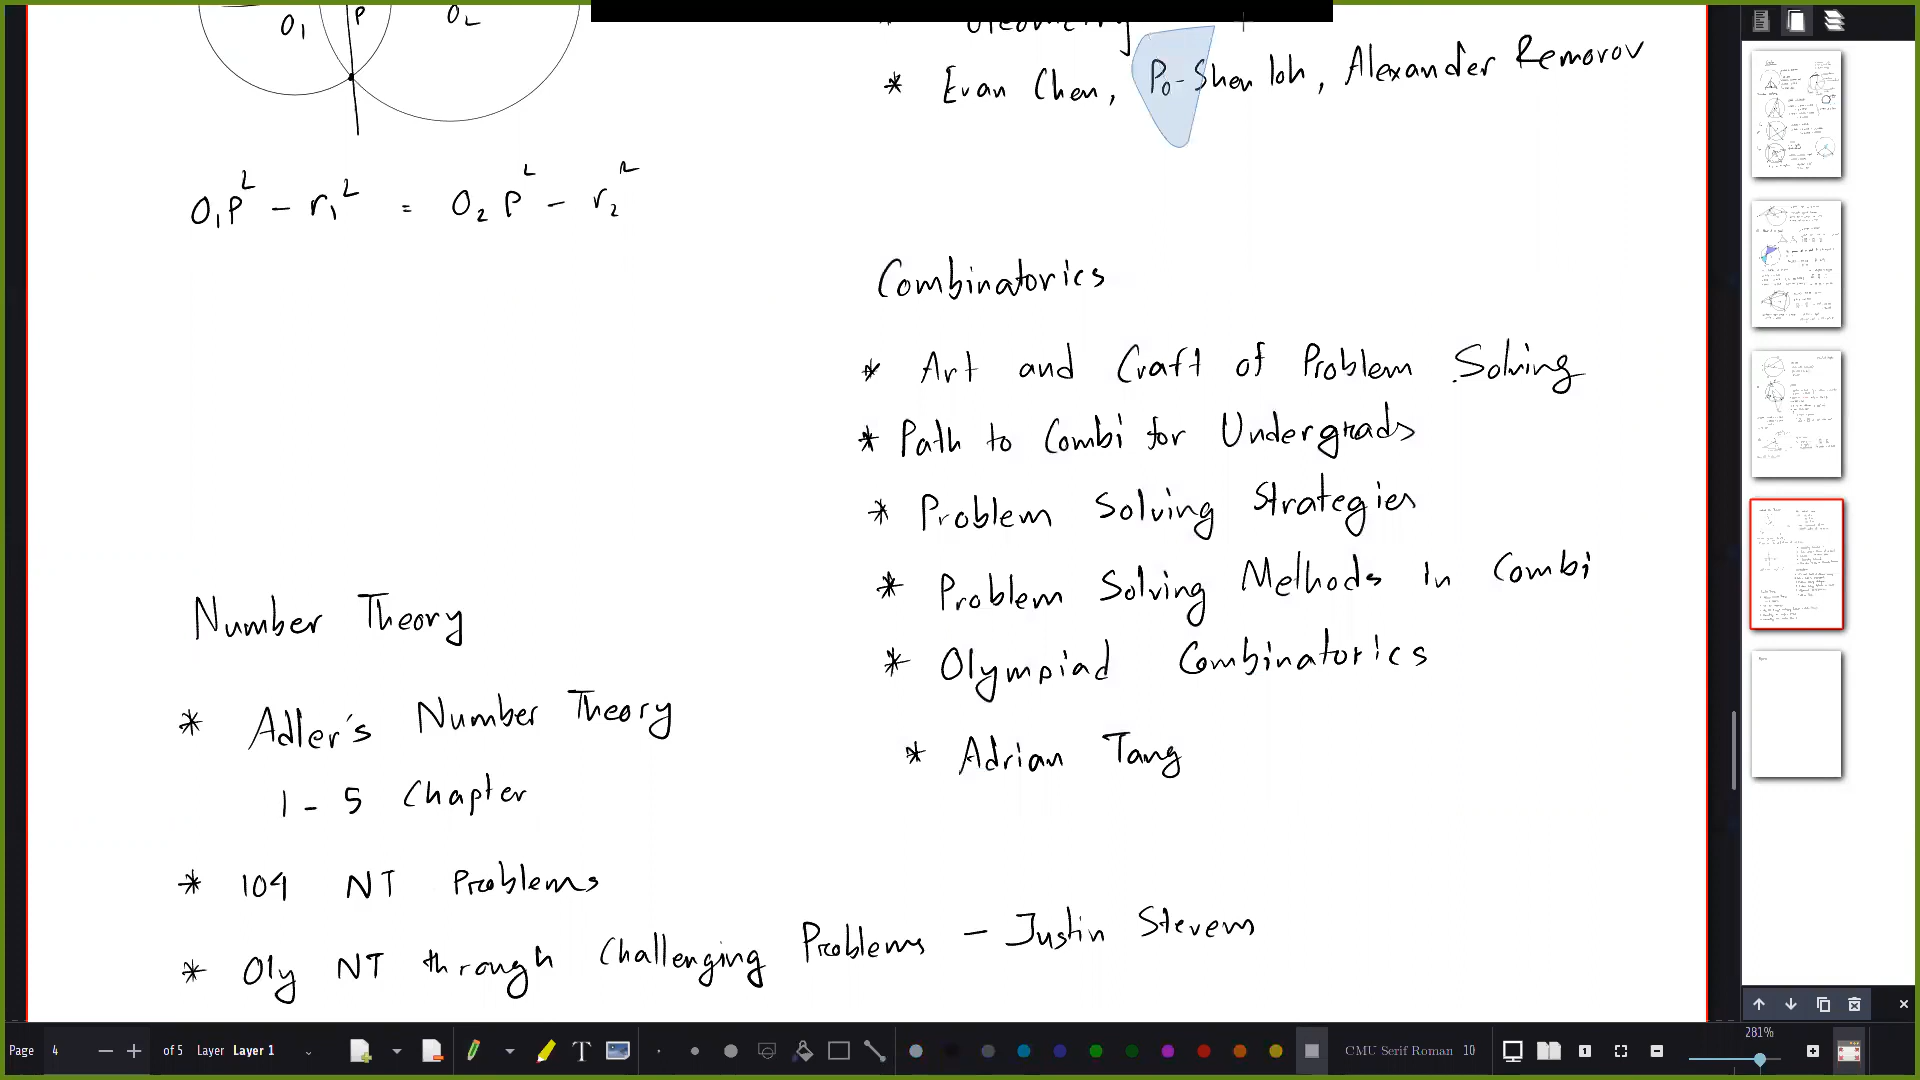 O1 P O2
Geometry
* Evan Chen, Po-Shen Loh, Alexander Remorov
O1P² - r1² = O2P² - r2²
Combinatorics
* Art and Craft of Problem Solving
* Path to Combi for Undergrads
* Problem Solving Strategies
* Problem Solving Methods in Combi
* Olympiad Combinatorics
* Adrian Tang
Number Theory
* Adler's Number Theory
1 - 5 Chapter
* 104 NT Problems
* Oly NT through Challenging Problems - Justin Stevens
281%
Page 4 of 5 Layer Layer 1 T CMU Serif Roman 10